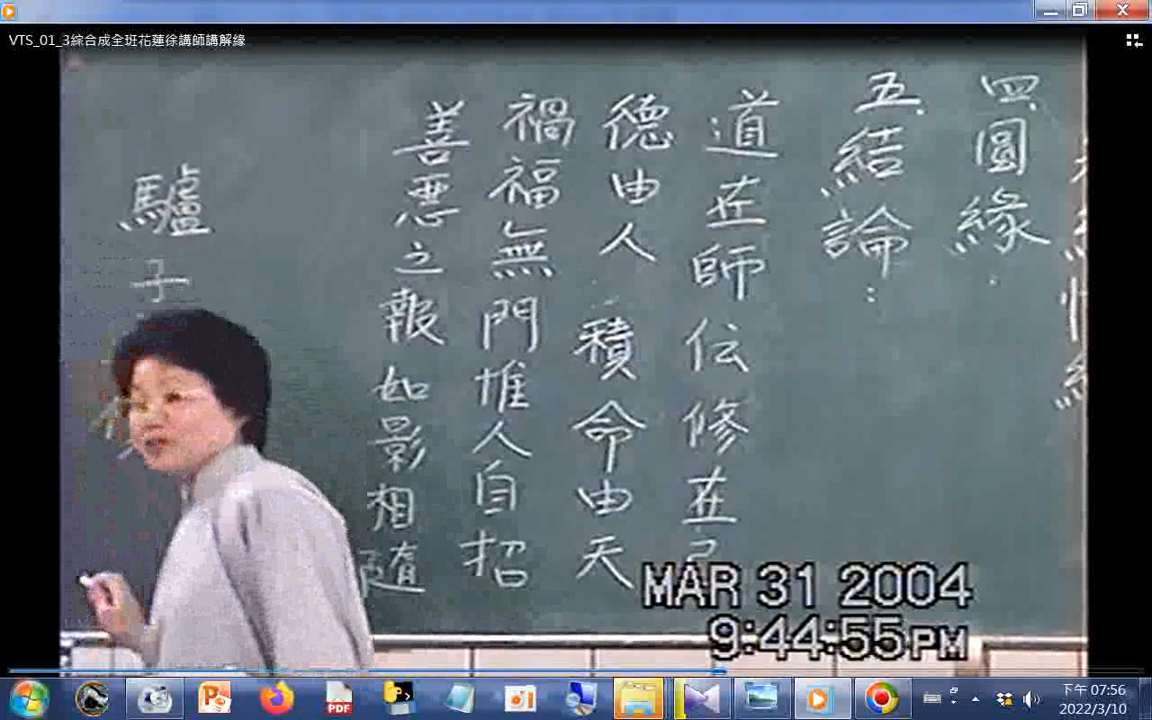 VTS_01_3綜合成全班花蓮徐講師講解緣
四圓緣
五、結論：
道在師伝修在己
德由人積命由天
禍福無門惟人自招
善惡之報如影相隨
驢子
MAR 31 2004
9:44:55PM
下午 07:56
2022/3/10